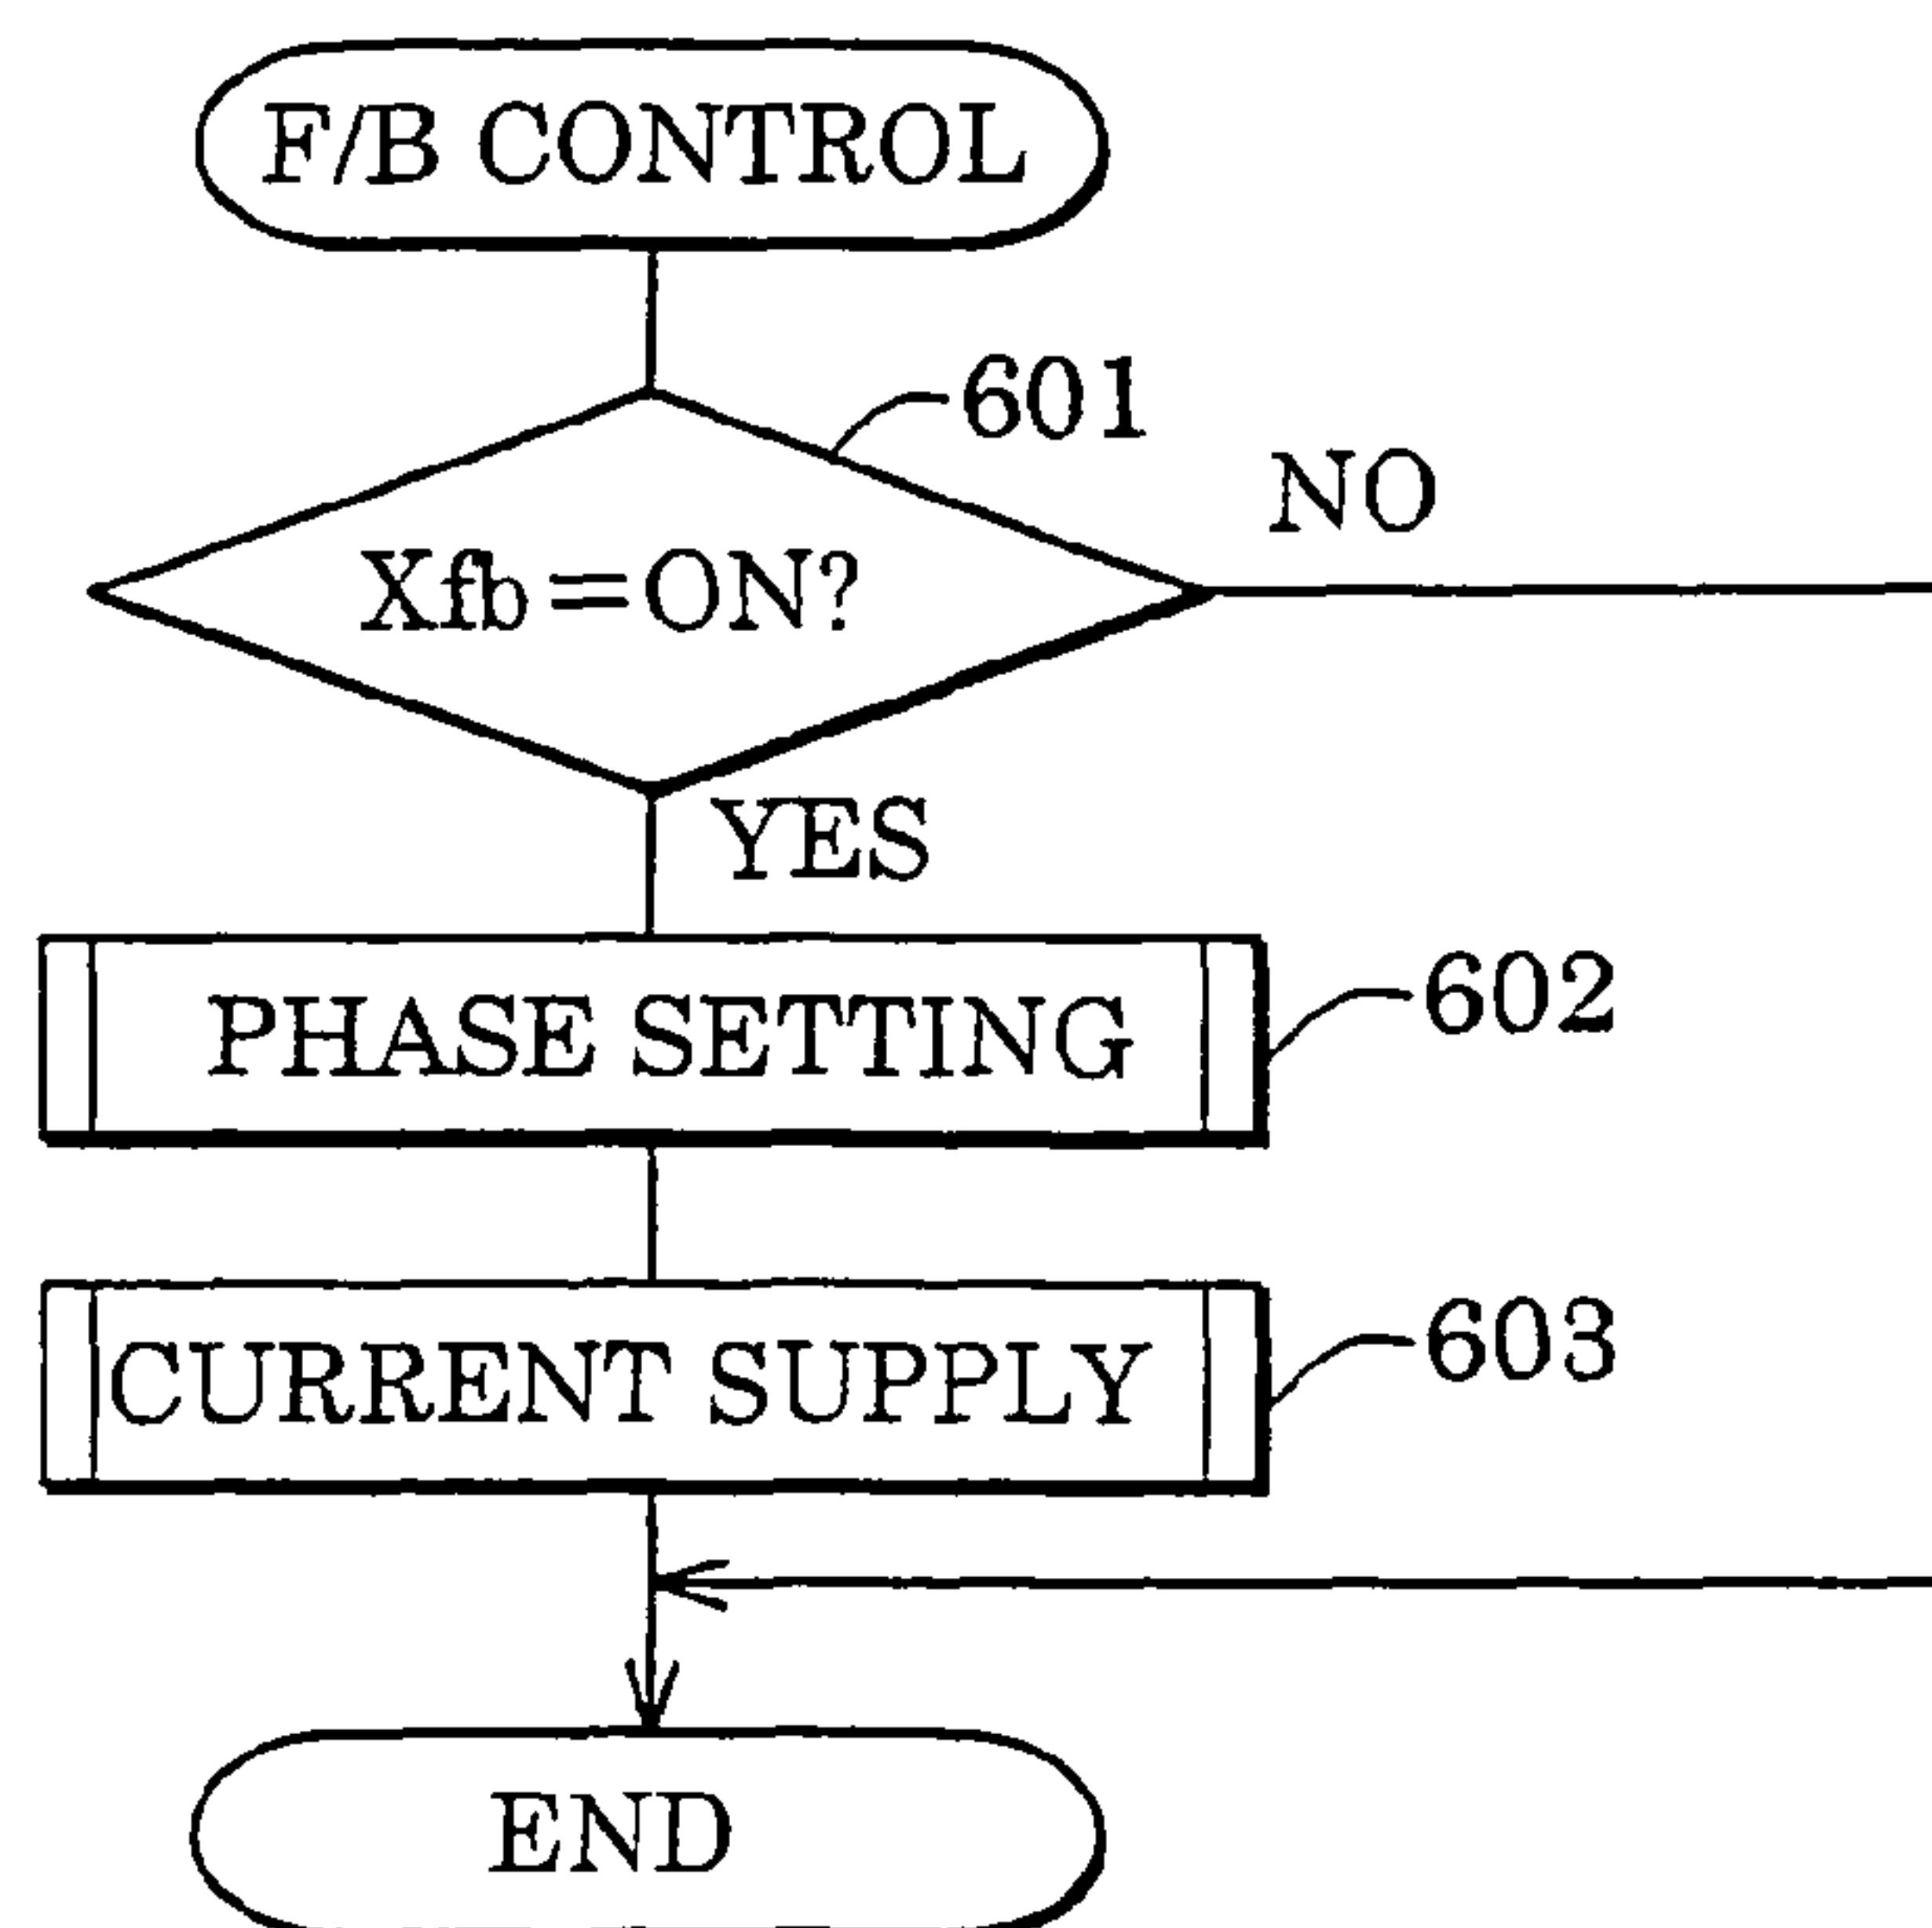 F/B CONTROL
601
NO
Xfb=ON?
YES
PHASE SETTING
602
CURRENT SUPPLY
603
END